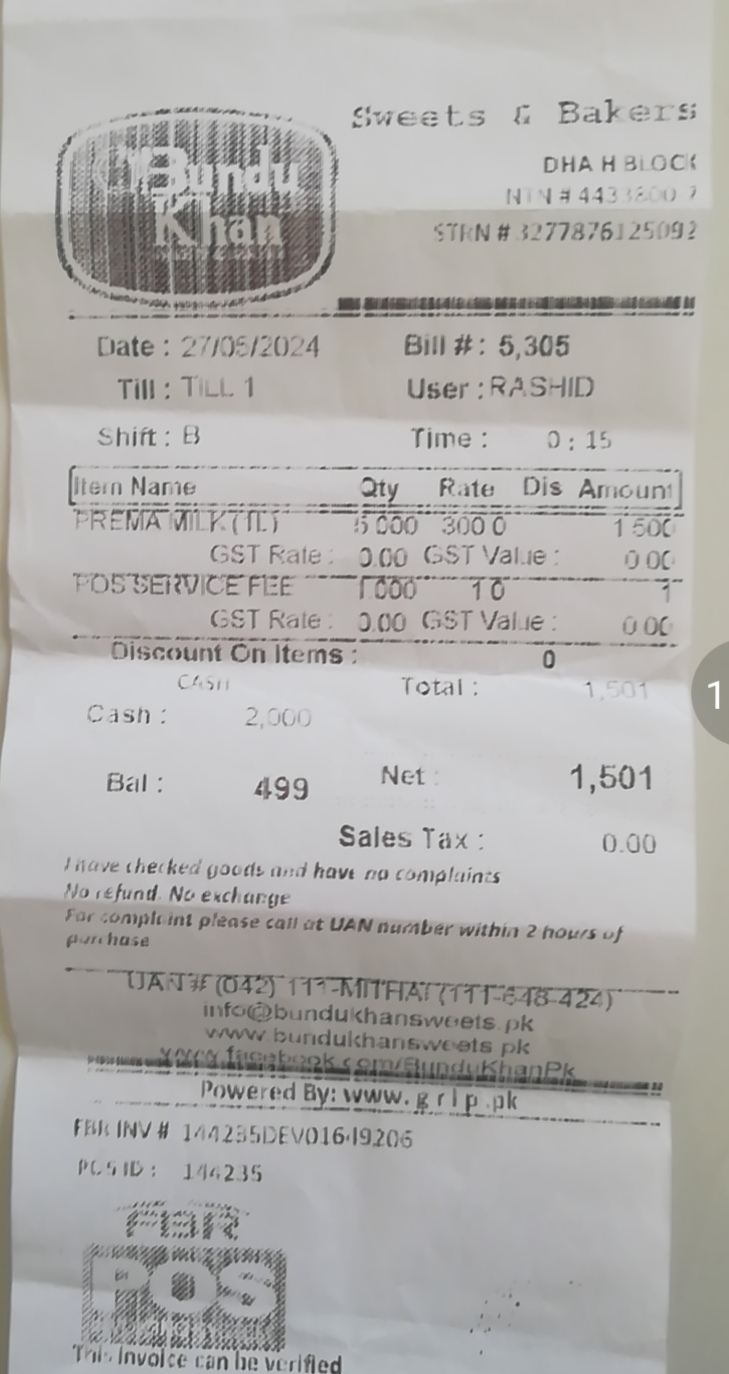 Sweets & Bakers
Bundu
Khan
DHA H BLOCK
NTN # 4433800 7
STRN # 3277876125092
Date : 27/05/2024 Bill #: 5,305
Till : TILL 1 User : RASHID
Shift : B Time : 0 : 15
Item Name Qty Rate Dis Amount
PREMA MILK (1L) 5 000 300 0 1 500
GST Rate : 0.00 GST Value : 0 00
POS SERVICE FEE 1 000 1 0 1
GST Rate : 0.00 GST Value : 0 00
Discount On Items : 0
CASH Total : 1,501
Cash : 2,000
Bal : 499 Net : 1,501
Sales Tax : 0.00
I have checked goods and have no complaints
No refund. No exchange
For complaint please call at UAN number within 2 hours of
purchase
UAN # (042) 111-MITHAI (111-648-424)
info@bundukhansweets.pk
www bundukhansweets pk
www.facebook.com/BunduKhanPk
Powered By: www. g r i p .pk
FBR INV # 144235DEV01649206
POS ID : 144235
FBR
POS
This Invoice can be verified
1